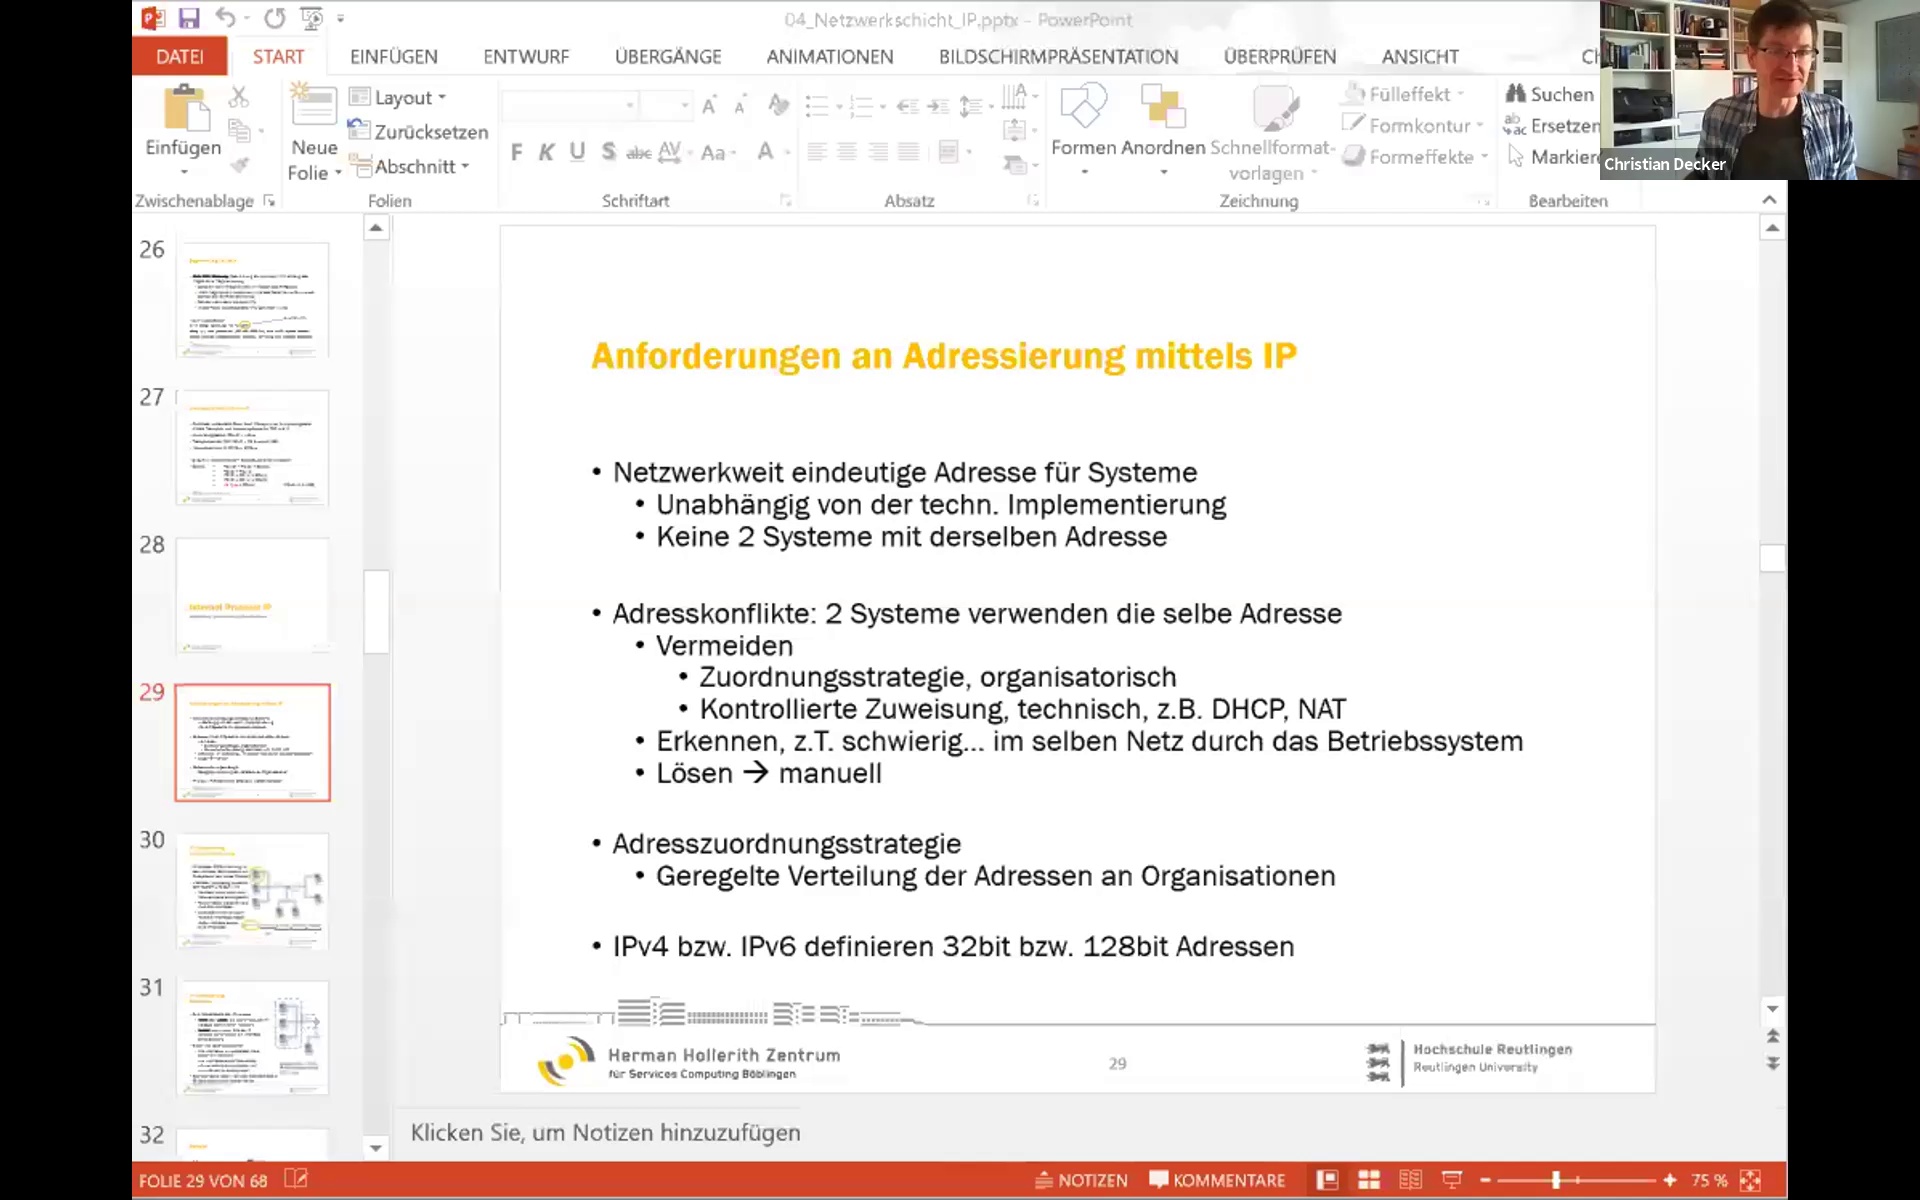 04_Netzwerkschicht_IP.pptx - PowerPoint
DATEI START EINFÜGEN ENTWURF ÜBERGÄNGE ANIMATIONEN BILDSCHIRMPRÄSENTATION ÜBERPRÜFEN ANSICHT
Einfügen
Zwischenablage
Neue
Folie
Layout
Zurücksetzen
Abschnitt
Folien
F K U S abc AV Aa A
Schriftart
Absatz
Formen Anordnen Schnellformat-
vorlagen
Fülleffekt
Formkontur
Formeffekte
Zeichnung
Suchen
Ersetzen
Bearbeiten
Christian Decker
26
27
28
Internet Protocol IP
29
30
31
32
Anforderungen an Adressierung mittels IP
• Netzwerkweit eindeutige Adresse für Systeme
• Unabhängig von der techn. Implementierung
• Keine 2 Systeme mit derselben Adresse
• Adresskonflikte: 2 Systeme verwenden die selbe Adresse
• Vermeiden
• Zuordnungsstrategie, organisatorisch
• Kontrollierte Zuweisung, technisch, z.B. DHCP, NAT
• Erkennen, z.T. schwierig... im selben Netz durch das Betriebssystem
• Lösen → manuell
• Adresszuordnungsstrategie
• Geregelte Verteilung der Adressen an Organisationen
• IPv4 bzw. IPv6 definieren 32bit bzw. 128bit Adressen
Herman Hollerith Zentrum
für Services Computing Böblingen
29
Hochschule Reutlingen
Reutlingen University
Klicken Sie, um Notizen hinzuzufügen
FOLIE 29 VON 68 NOTIZEN KOMMENTARE 75 %